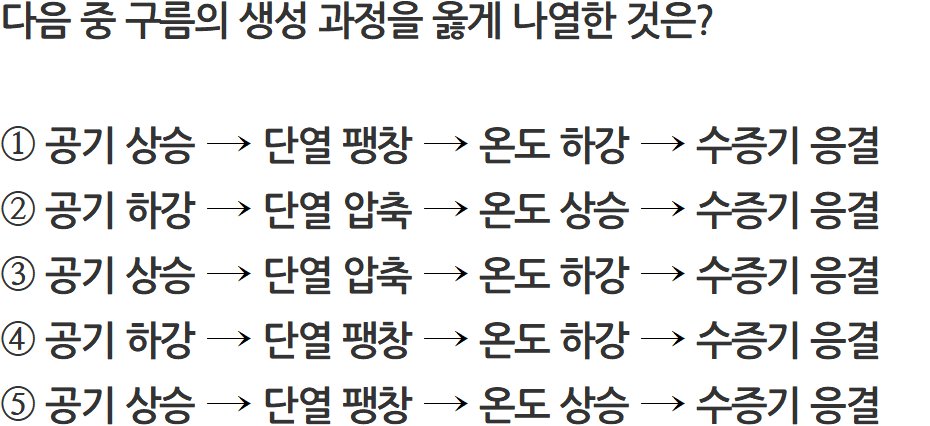 다음 중 구름의 생성 과정을 옳게 나열한 것은?
① 공기 상승 → 단열 팽창 → 온도 하강 → 수증기 응결
② 공기 하강 → 단열 압축 → 온도 상승 → 수증기 응결
③ 공기 상승 → 단열 압축 → 온도 하강 → 수증기 응결
④ 공기 하강 → 단열 팽창 → 온도 하강 → 수증기 응결
⑤ 공기 상승 → 단열 팽창 → 온도 상승 → 수증기 응결